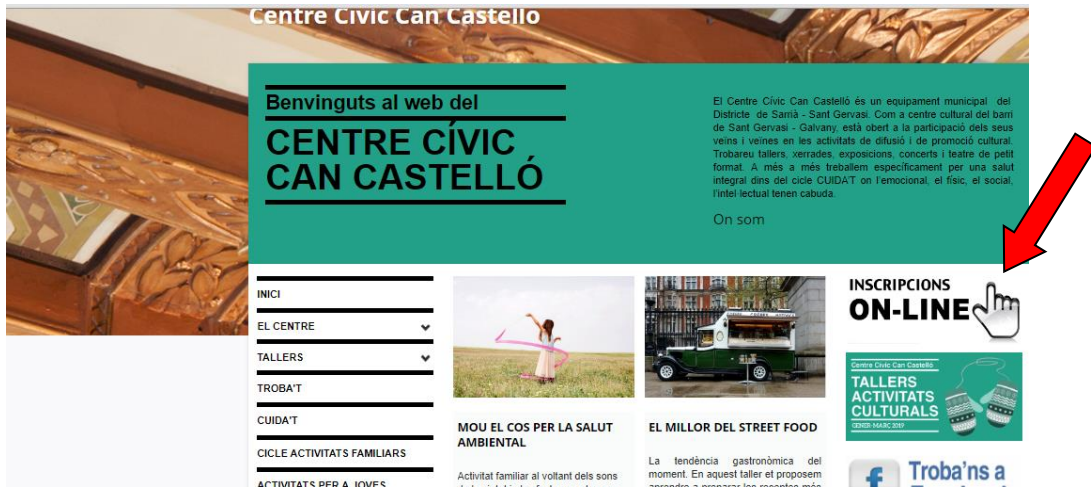 Centre Cívic Can Castelló
Benvinguts al web del
CENTRE CÍVIC
CAN CASTELLÓ
El Centre Cívic Can Castelló és un equipament municipal del
Districte de Sarrià - Sant Gervasi. Com a centre cultural del barri
de Sant Gervasi - Galvany, està obert a la participació dels seus
veïns i veïnes en les activitats de difusió i de promoció cultural.
Trobareu tallers, xerrades, exposicions, concerts i teatre de petit
format. A més a més treballem específicament per una salut
integral dins del cicle CUIDA'T on l'emocional, el físic, el social,
l'intel lectual tenen cabuda.
On som
INICI
EL CENTRE
TALLERS
TROBA'T
CUIDA'T
CICLE ACTIVITATS FAMILIARS
ACTIVITATS PER A JOVES
MOU EL COS PER LA SALUT
AMBIENTAL
Activitat familiar al voltant dels sons
EL MILLOR DEL STREET FOOD
La tendència gastronòmica del
moment. En aquest taller et proposem
aprendre a preparar les receptes més
INSCRIPCIONS
ON-LINE
Centre Cívic Can Castelló
TALLERS
ACTIVITATS
CULTURALS
GENER-MARÇ 2019
f
Troba'ns a